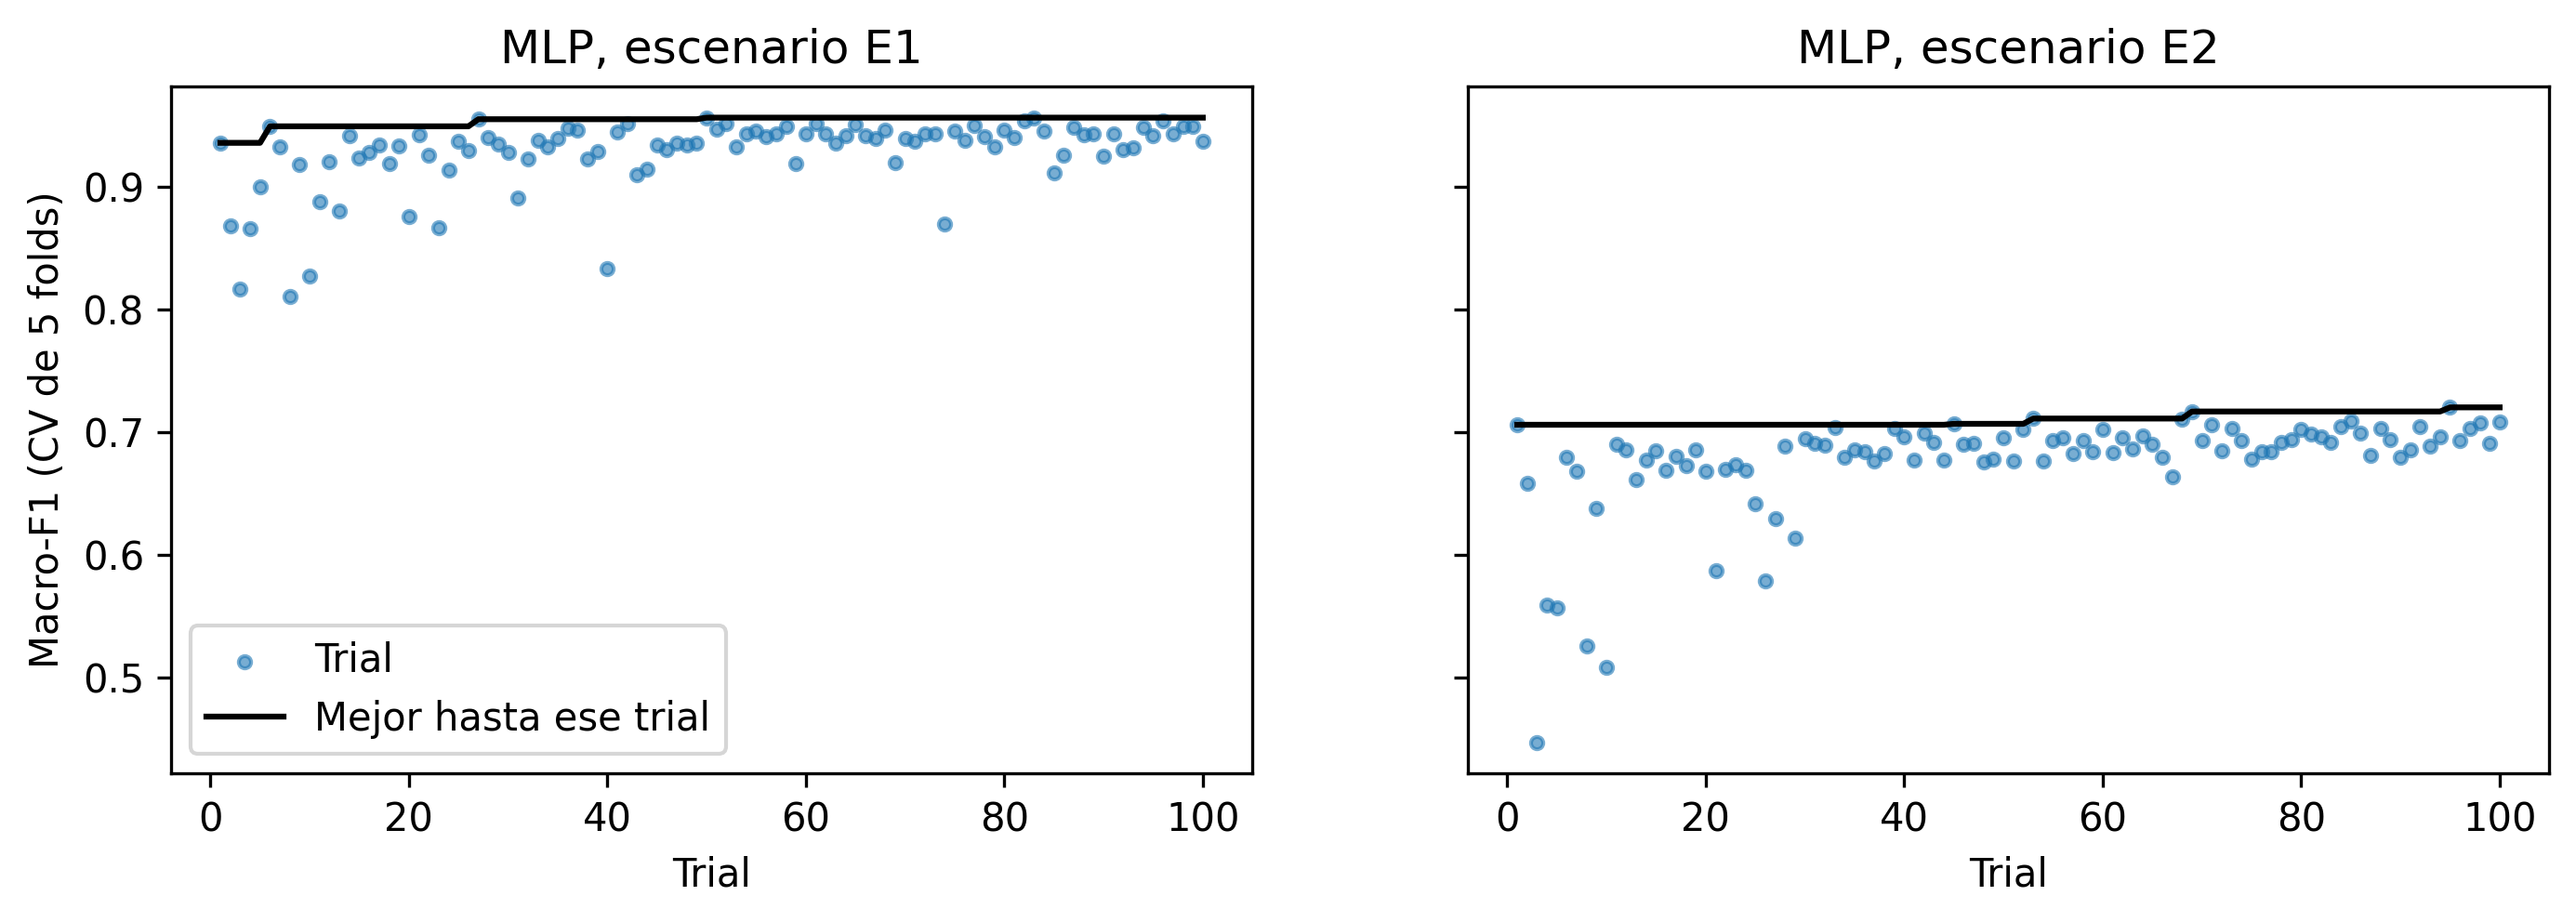 MLP, escenario E1
Macro-F1 (CV de 5 folds)
0.9
0.8
0.7
0.6
0.5
Trial
Mejor hasta ese trial
0 20 40 60 80 100
Trial
MLP, escenario E2
0 20 40 60 80 100
Trial